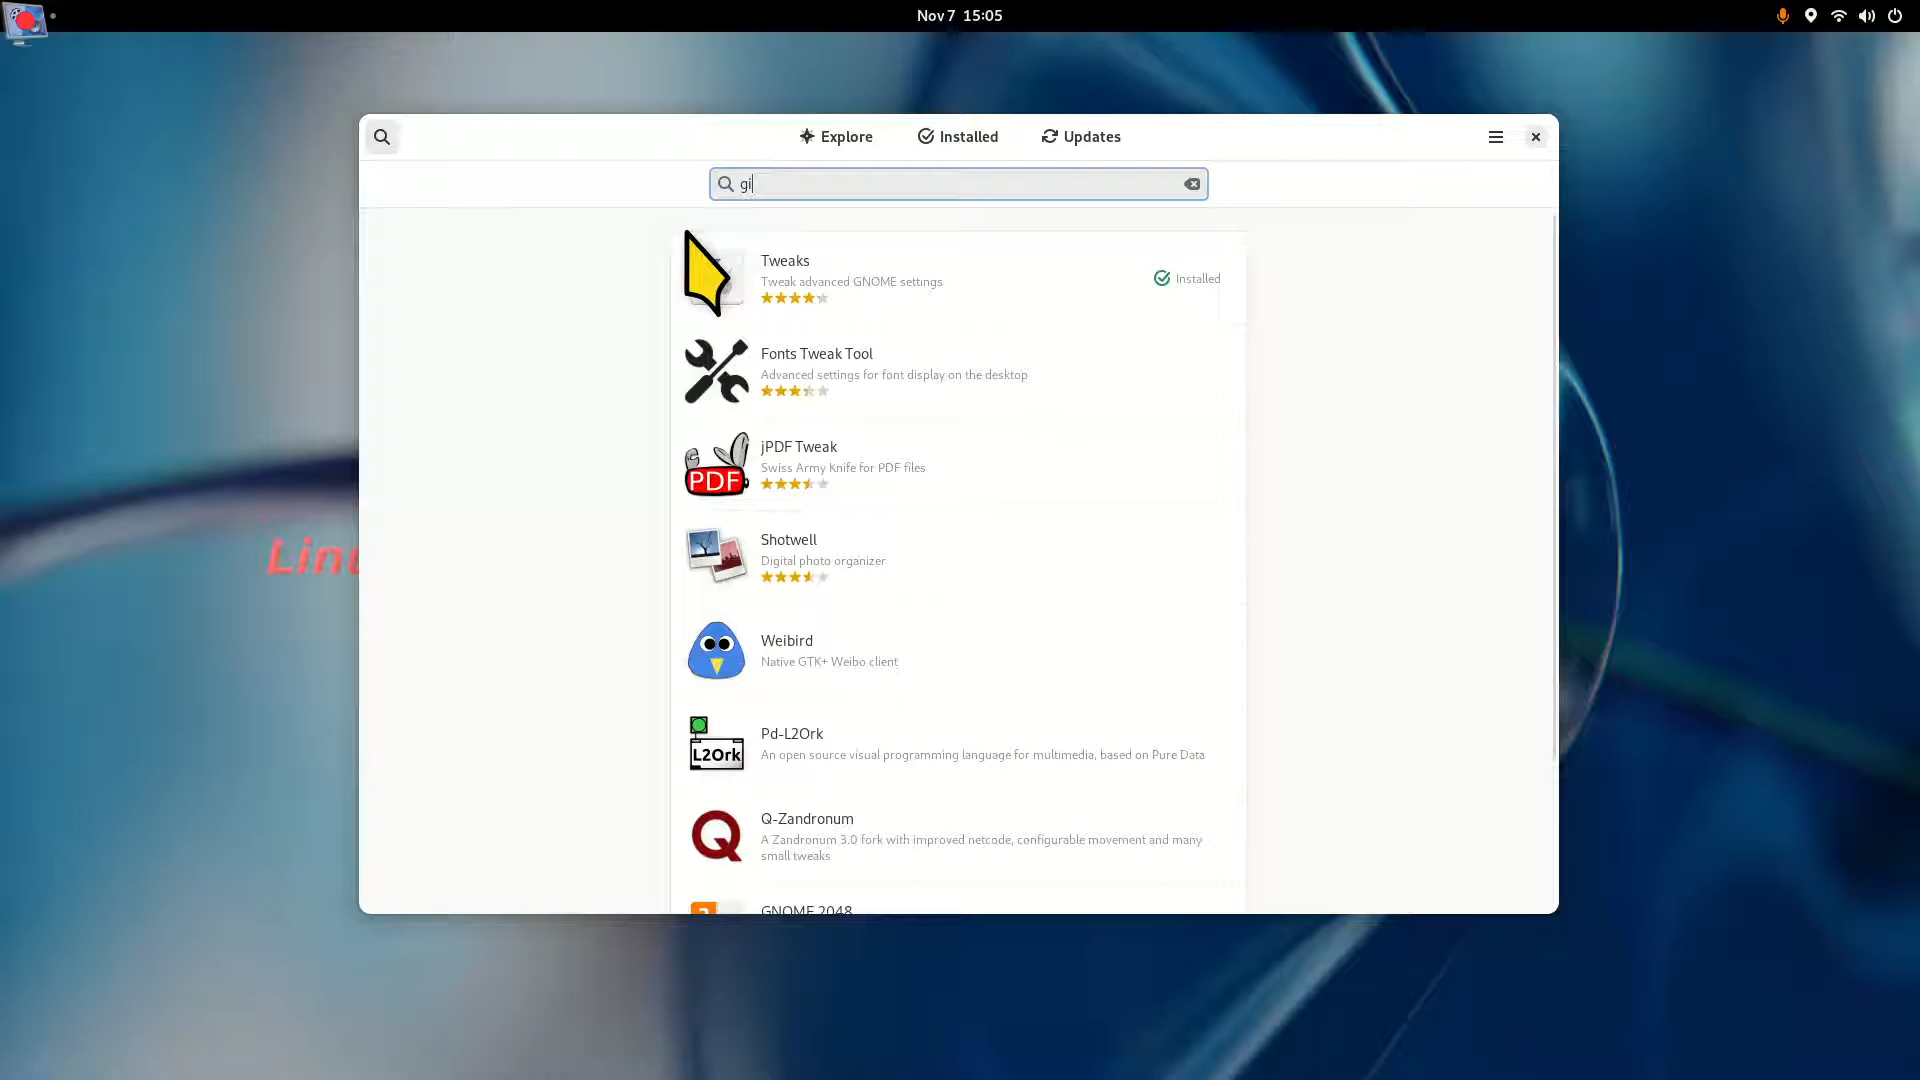 Nov 7 15:05
Explore
Installed
Updates
gi
Tweaks
Tweak advanced GNOME settings
Installed
Fonts Tweak Tool
Advanced settings for font display on the desktop
jPDF Tweak
Swiss Army Knife for PDF files
PDF
Shotwell
Digital photo organizer
Weibird
Native GTK+ Weibo client
Pd-L2Ork
An open source visual programming language for multimedia, based on Pure Data
L2Ork
Q-Zandronum
A Zandronum 3.0 fork with improved netcode, configurable movement and many
small tweaks
Q
GNOME 2048